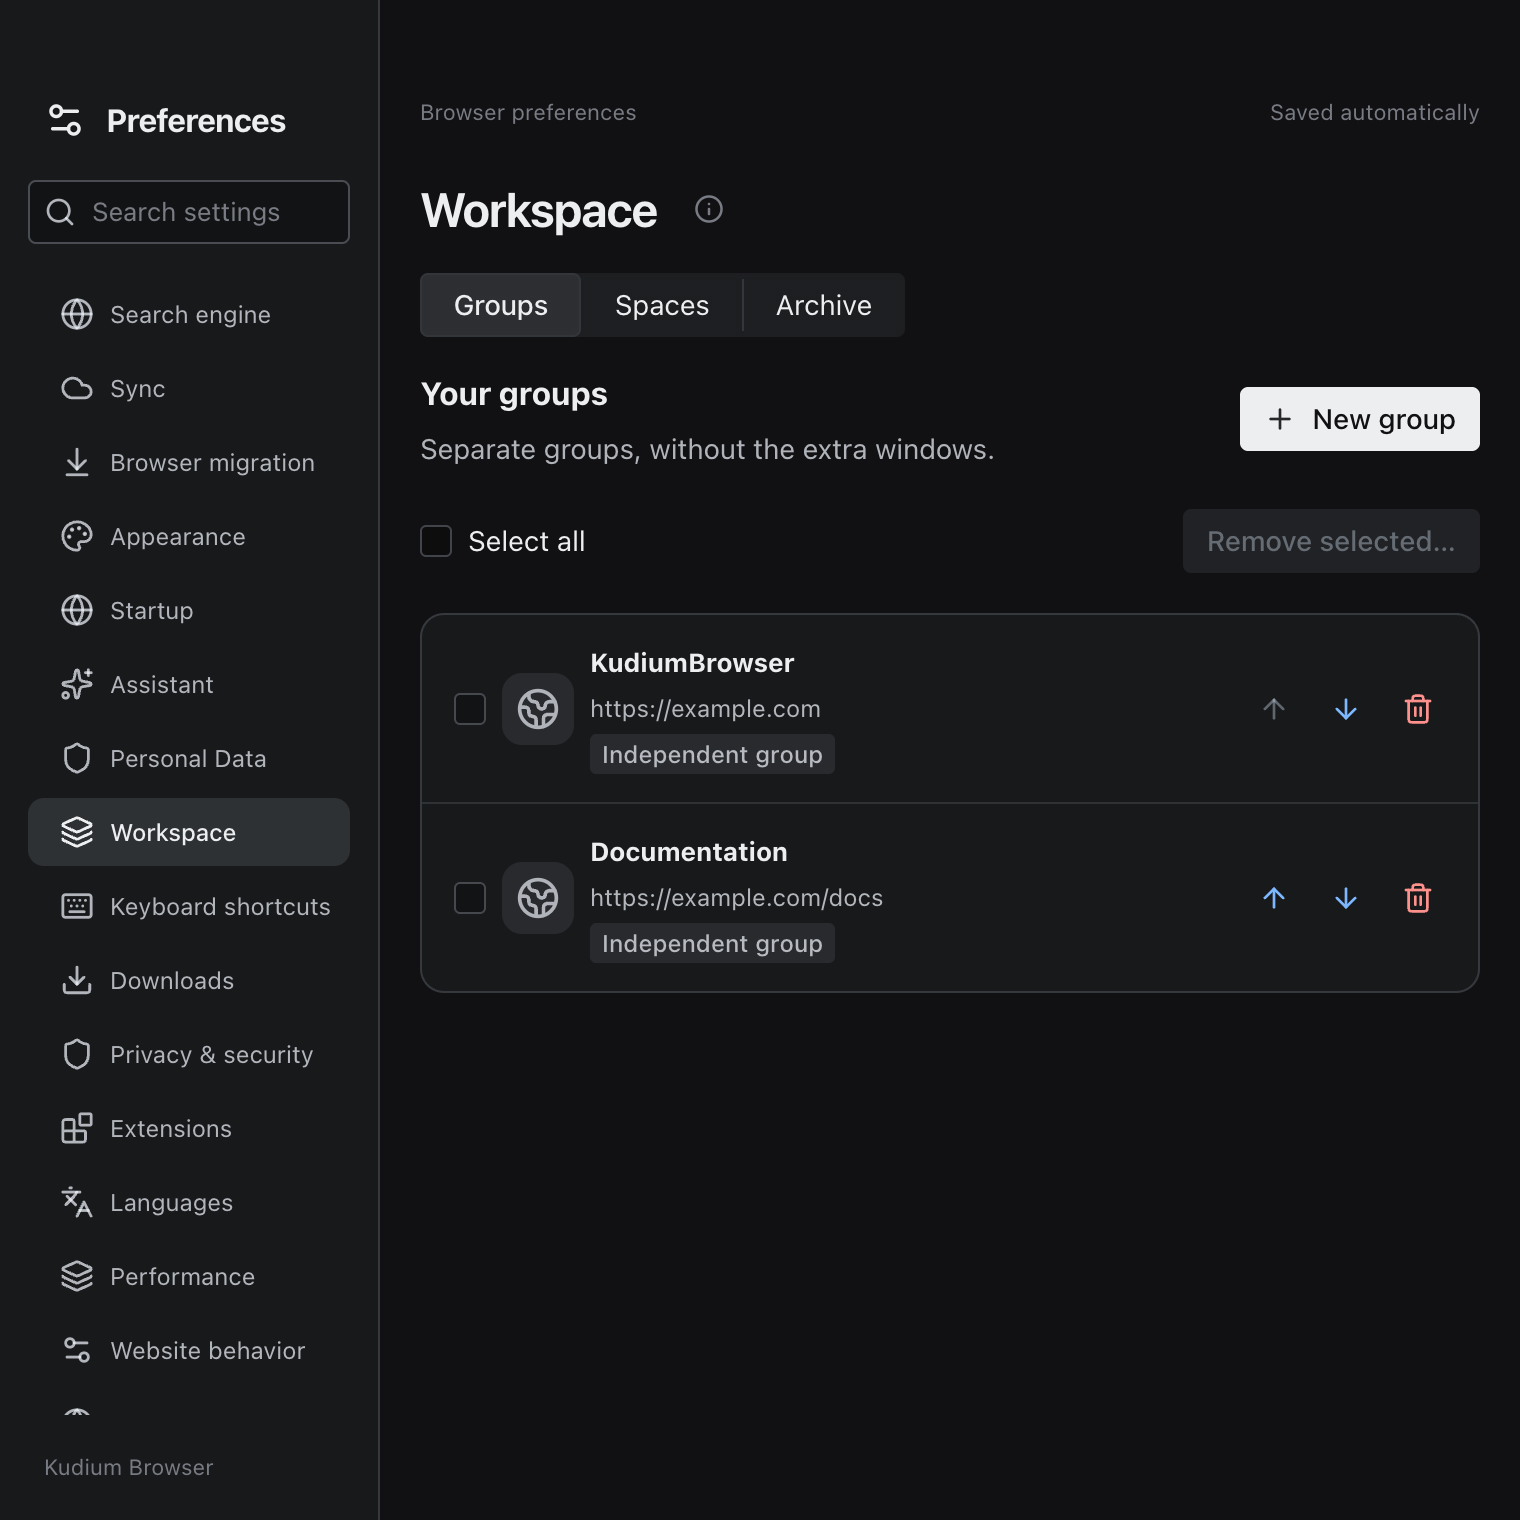 Preferences
Search settings
Search engine
Sync
Browser migration
Appearance
Startup
Assistant
Personal Data
Workspace
Keyboard shortcuts
Downloads
Privacy & security
Extensions
Languages
Performance
Website behavior
Kudium Browser
Browser preferences
Saved automatically
Workspace
Groups
Spaces
Archive
Your groups
Separate groups, without the extra windows.
New group
Select all
Remove selected...
KudiumBrowser
https://example.com
Independent group
Documentation
https://example.com/docs
Independent group